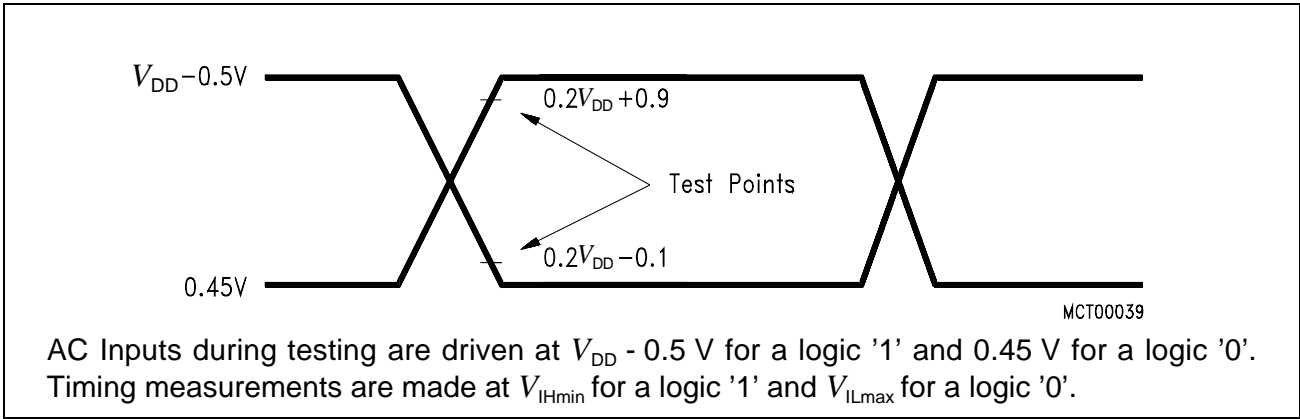 V_DD−0.5V
0.2V_DD+0.9
Test Points
0.2V_DD−0.1
0.45V
MCT00039
AC Inputs during testing are driven at V_DD - 0.5 V for a logic ’1’ and 0.45 V for a logic ’0’.
Timing measurements are made at V_IHmin for a logic ’1’ and V_ILmax for a logic ’0’.